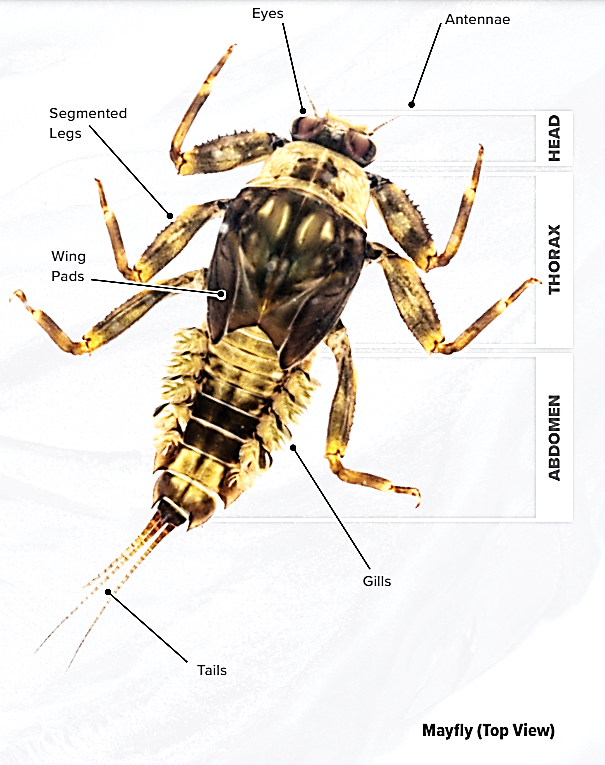 Eyes
Antennae
Segmented
Legs
HEAD
THORAX
Wing
Pads
ABDOMEN
Gills
Tails
Mayfly (Top View)